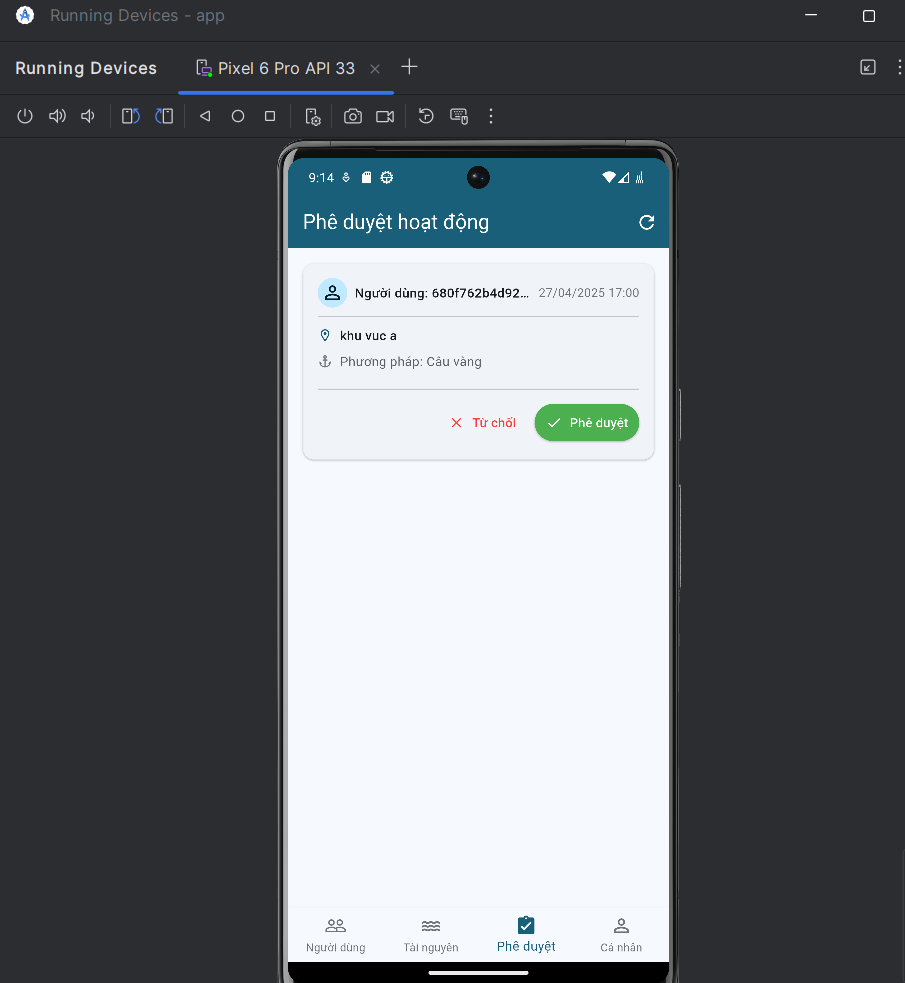 Running Devices - app
Running Devices
Pixel 6 Pro API 33
9:14
Phê duyệt hoạt động
Người dùng: 680f762b4d92... 27/04/2025 17:00
khu vuc a
Phương pháp: Câu vàng
Từ chối
Phê duyệt
Người dùng
Tài nguyên
Phê duyệt
Cá nhân